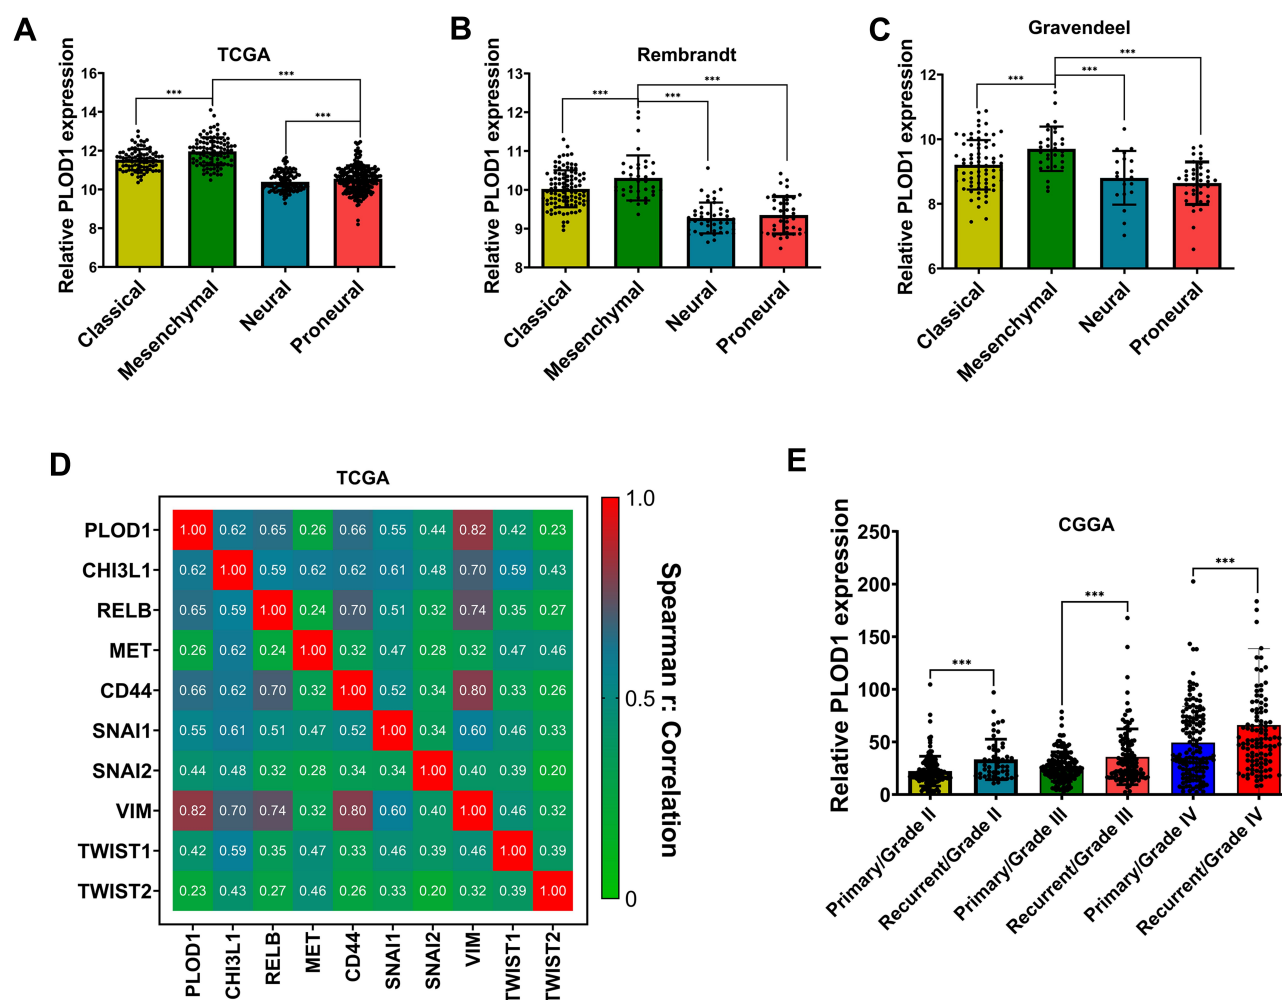 A
TCGA
Relative PLOD1 expression
16
14
12
10
8
6
***
***
***
Classical
Mesenchymal
Neural
Proneural
B
Rembrandt
Relative PLOD1 expression
13
12
11
10
9
8
***
***
***
Classical
Mesenchymal
Neural
Proneural
C
Gravendeel
Relative PLOD1 expression
12
10
8
6
***
***
***
Classical
Mesenchymal
Neural
Proneural
D
TCGA
PLOD1 1.00 0.62 0.65 0.26 0.66 0.55 0.44 0.82 0.42 0.23
CHI3L1 0.62 1.00 0.59 0.62 0.62 0.61 0.48 0.70 0.59 0.43
RELB 0.65 0.59 1.00 0.24 0.70 0.51 0.32 0.74 0.35 0.27
MET 0.26 0.62 0.24 1.00 0.32 0.47 0.28 0.32 0.47 0.46
CD44 0.66 0.62 0.70 0.32 1.00 0.52 0.34 0.80 0.33 0.26
SNAI1 0.55 0.61 0.51 0.47 0.52 1.00 0.34 0.60 0.46 0.33
SNAI2 0.44 0.48 0.32 0.28 0.34 0.34 1.00 0.40 0.39 0.20
VIM 0.82 0.70 0.74 0.32 0.80 0.60 0.40 1.00 0.46 0.32
TWIST1 0.42 0.59 0.35 0.47 0.33 0.46 0.39 0.46 1.00 0.39
TWIST2 0.23 0.43 0.27 0.46 0.26 0.33 0.20 0.32 0.39 1.00
PLOD1 CHI3L1 RELB MET CD44 SNAI1 SNAI2 VIM TWIST1 TWIST2
1.0
0.5
0
Spearman r: Correlation
E
CGGA
Relative PLOD1 expression
250
200
150
100
50
0
***
***
***
Primary/Grade II
Recurrent/Grade II
Primary/Grade III
Recurrent/Grade III
Primary/Grade IV
Recurrent/Grade IV